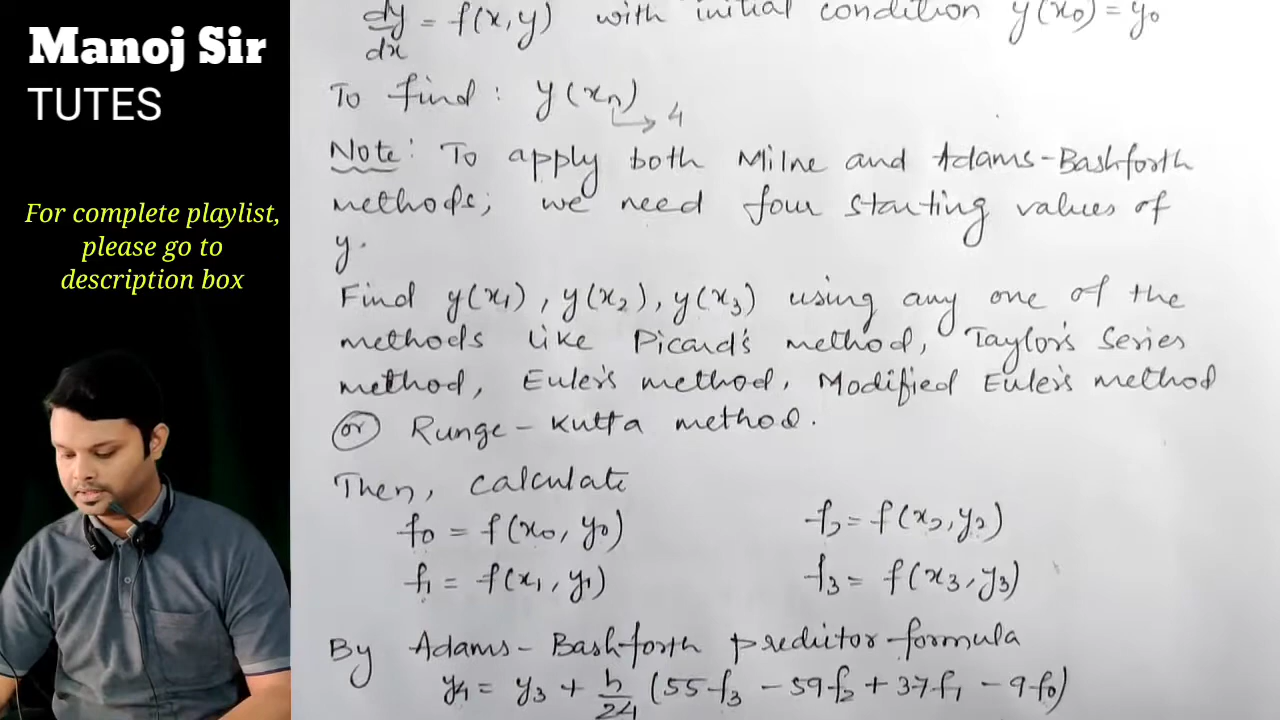 Manoj Sir
TUTES
For complete playlist,
please go to
description box
dy/dx = f(x,y) with initial condition y(x₀) = y₀
To find: y(xₙ)
→ 4
Note: To apply both Milne and Adams-Bashforth
methods; we need four starting values of
y.
Find y(x₁), y(x₂), y(x₃) using any one of the
methods like Picard's method, Taylor's Series
method, Euler's method, Modified Euler's method
or Runge-Kutta method.
Then, calculate
f₀ = f(x₀, y₀) f₂ = f(x₂, y₂)
f₁ = f(x₁, y₁) f₃ = f(x₃, y₃)
By Adams-Bashforth predictor formula
y₄ = y₃ + h/24 (55f₃ - 59f₂ + 37f₁ - 9f₀)